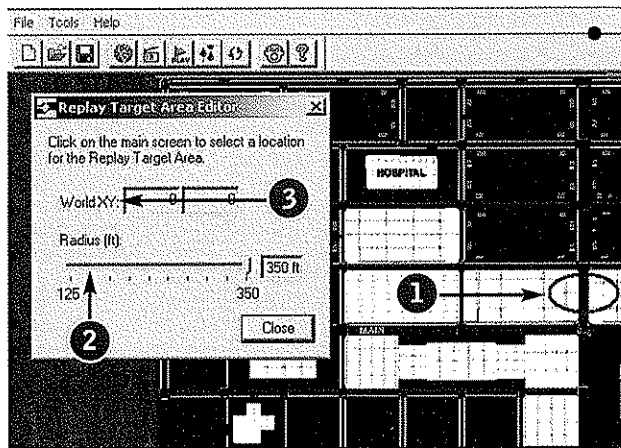 File Tools Help
PLAY
Replay Target Area Editor
Click on the main screen to select a location
for the Replay Target Area.
World XY: 0 0
3
HOSPITAL
Radius (ft):
350 ft
125 350
1
2
Close
MAIN